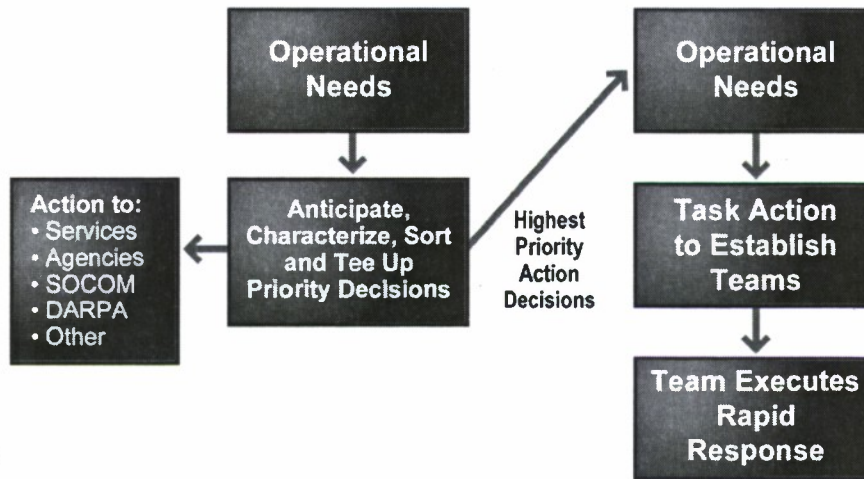 Operational
Needs
Action to:
• Services
• Agencies
• SOCOM
• DARPA
• Other
Anticipate,
Characterize, Sort
and Tee Up
Priority Decisions
Highest
Priority
Action
Decisions
Operational
Needs
Task Action
to Establish
Teams
Team Executes
Rapid
Response